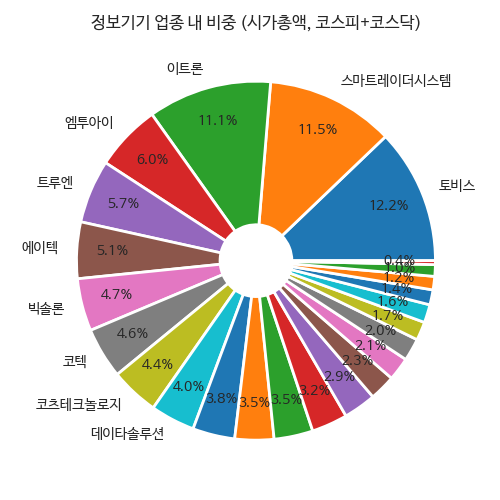 정보기기 업종 내 비중 (시가총액, 코스피+코스닥)
토비스
스마트레이더시스템
이트론
엠투아이
트루엔
에이텍
빅솔론
코텍
코츠테크놀로지
데이타솔루션
12.2%
11.5%
11.1%
6.0%
5.7%
5.1%
4.7%
4.6%
4.4%
4.0%
3.8%
3.5%
3.5%
3.2%
2.9%
2.3%
2.1%
2.0%
1.7%
1.6%
1.4%
1.2%
1.0%
0.4%